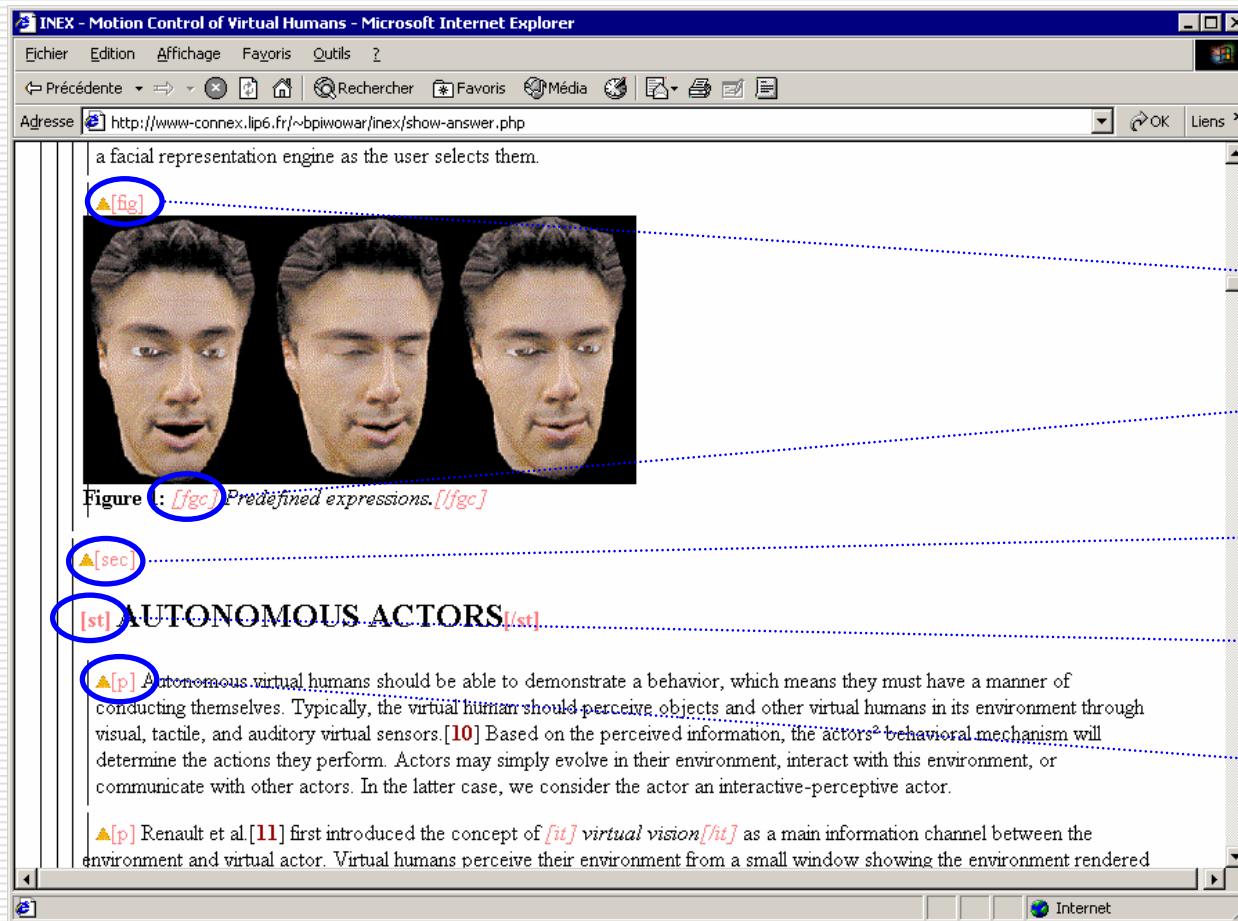 INEX - Motion Control of Virtual Humans - Microsoft Internet Explorer
Fichier Edition Affichage Favoris Outils ?
Précédente Rechercher Favoris Média
Adresse http://www-connex.lip6.fr/~bpiwowar/inex/show-answer.php OK Liens »
a facial representation engine as the user selects them.
[fig]
Figure 1: [fgc] Predefined expressions.[/fgc]
[sec]
[st] AUTONOMOUS ACTORS[/st]
[p] Autonomous virtual humans should be able to demonstrate a behavior, which means they must have a manner of
conducting themselves. Typically, the virtual human should perceive objects and other virtual humans in its environment through
visual, tactile, and auditory virtual sensors.[10] Based on the perceived information, the actors² behavioral mechanism will
determine the actions they perform. Actors may simply evolve in their environment, interact with this environment, or
communicate with other actors. In the latter case, we consider the actor an interactive-perceptive actor.
[p] Renault et al.[11] first introduced the concept of [it] virtual vision[/it] as a main information channel between the
environment and virtual actor. Virtual humans perceive their environment from a small window showing the environment rendered
Internet